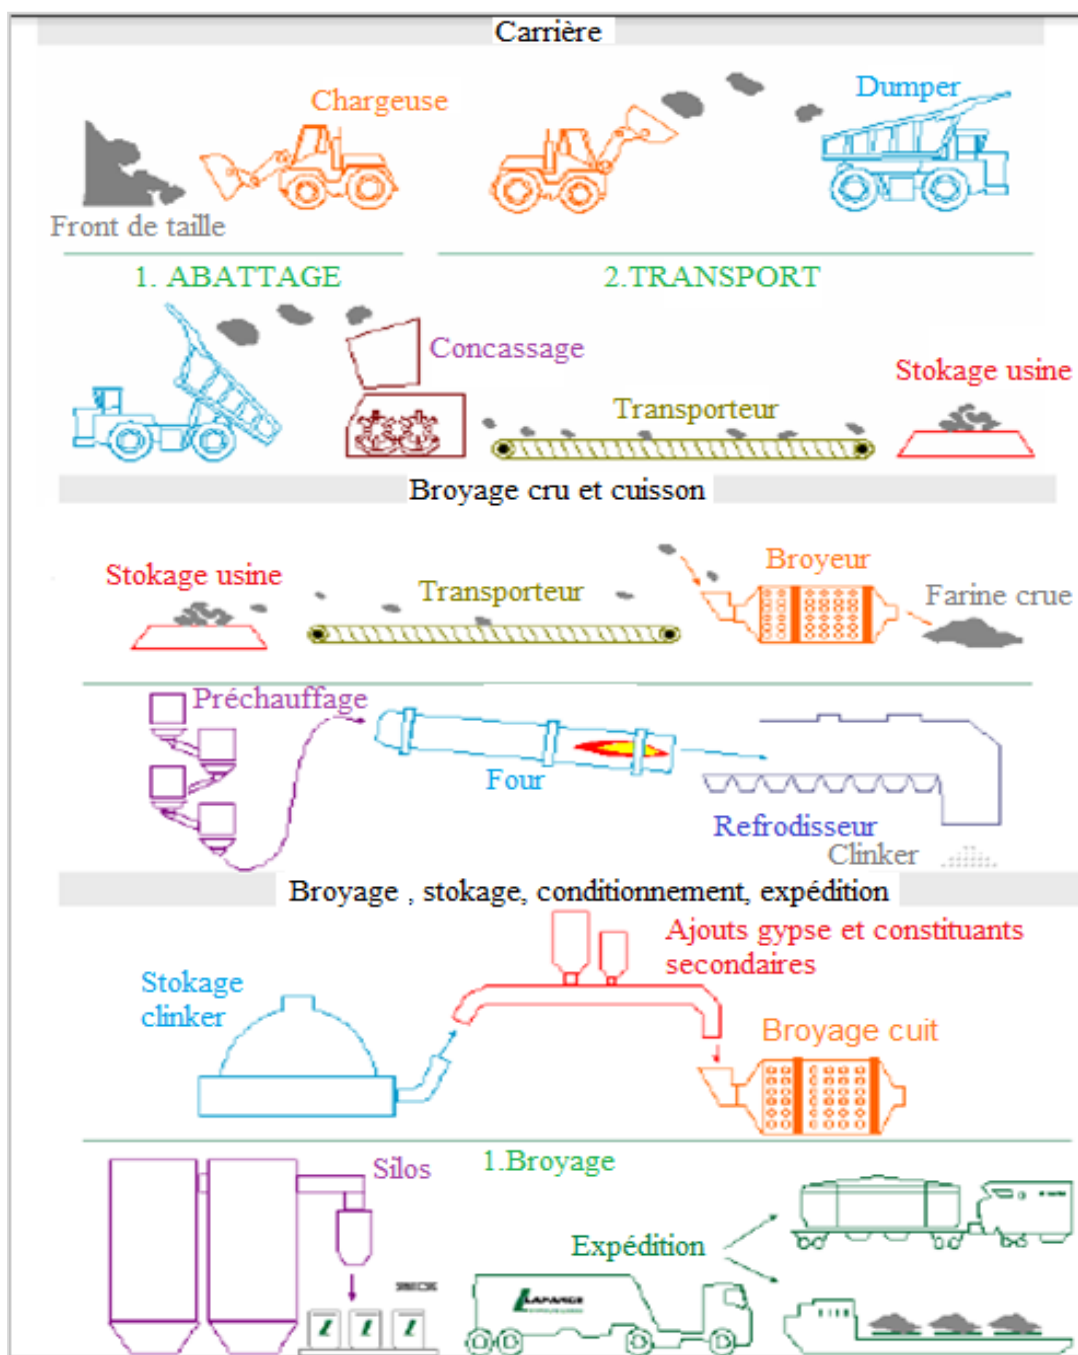 Carrière
Chargeuse
Dumper
Front de taille
1. ABATTAGE
2.TRANSPORT
Concassage
Transporteur
Stokage usine
Broyage cru et cuisson
Stokage usine
Transporteur
Broyeur
Farine crue
Préchauffage
Four
Refrodisseur
Clinker
Broyage , stokage, conditionnement, expédition
Ajouts gypse et constituants
secondaires
Stokage
clinker
Broyage cuit
Silos
1.Broyage
Expédition
LAFARGE